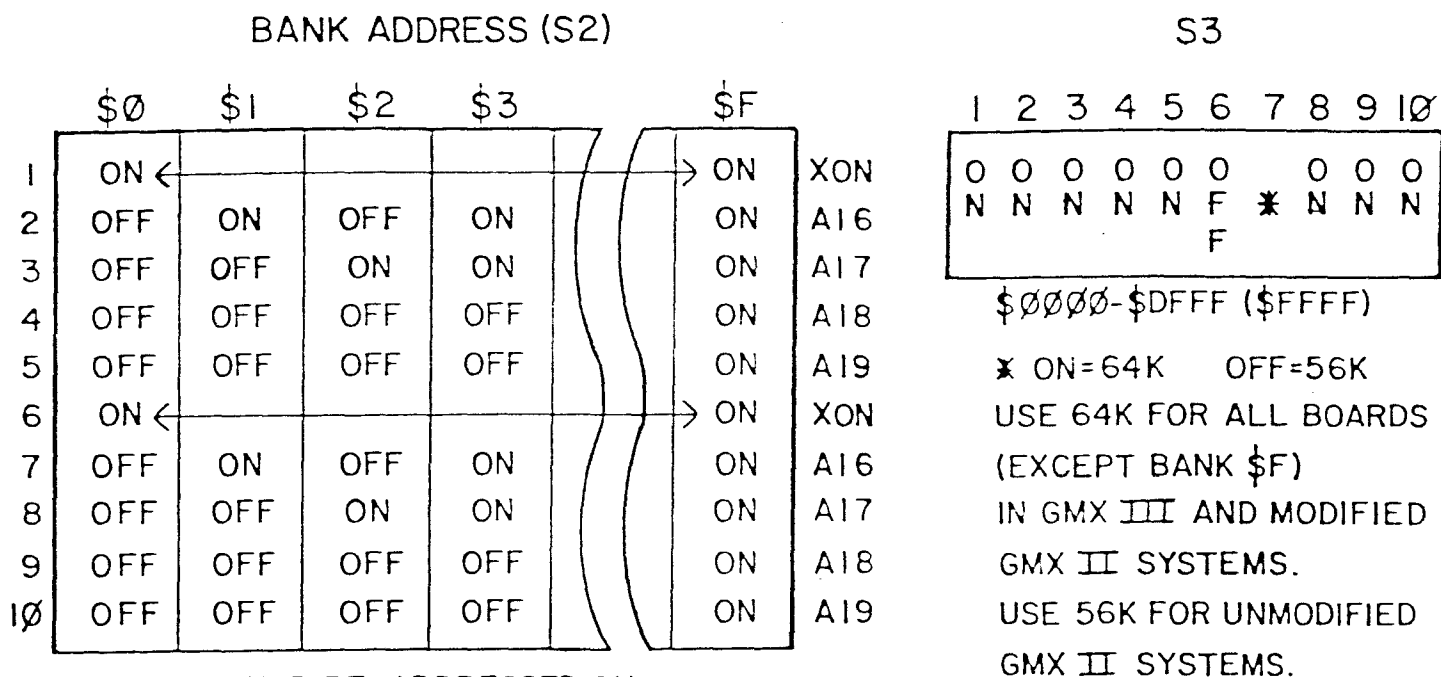 BANK ADDRESS (S2)
$Ø $1 $2 $3 $F
1 ON ON XON
2 OFF ON OFF ON ON A16
3 OFF OFF ON ON ON A17
4 OFF OFF OFF OFF ON A18
5 OFF OFF OFF OFF ON A19
6 ON ON XON
7 OFF ON OFF ON ON A16
8 OFF OFF ON ON ON A17
9 OFF OFF OFF OFF ON A18
1Ø OFF OFF OFF OFF ON A19
S3
1 2 3 4 5 6 7 8 9 1Ø
O O O O O O O O O
N N N N N F * N N N
F
$ØØØØ-$DFFF ($FFFF)
* ON=64K OFF=56K
USE 64K FOR ALL BOARDS
(EXCEPT BANK $F)
IN GMX III AND MODIFIED
GMX II SYSTEMS.
USE 56K FOR UNMODIFIED
GMX II SYSTEMS.